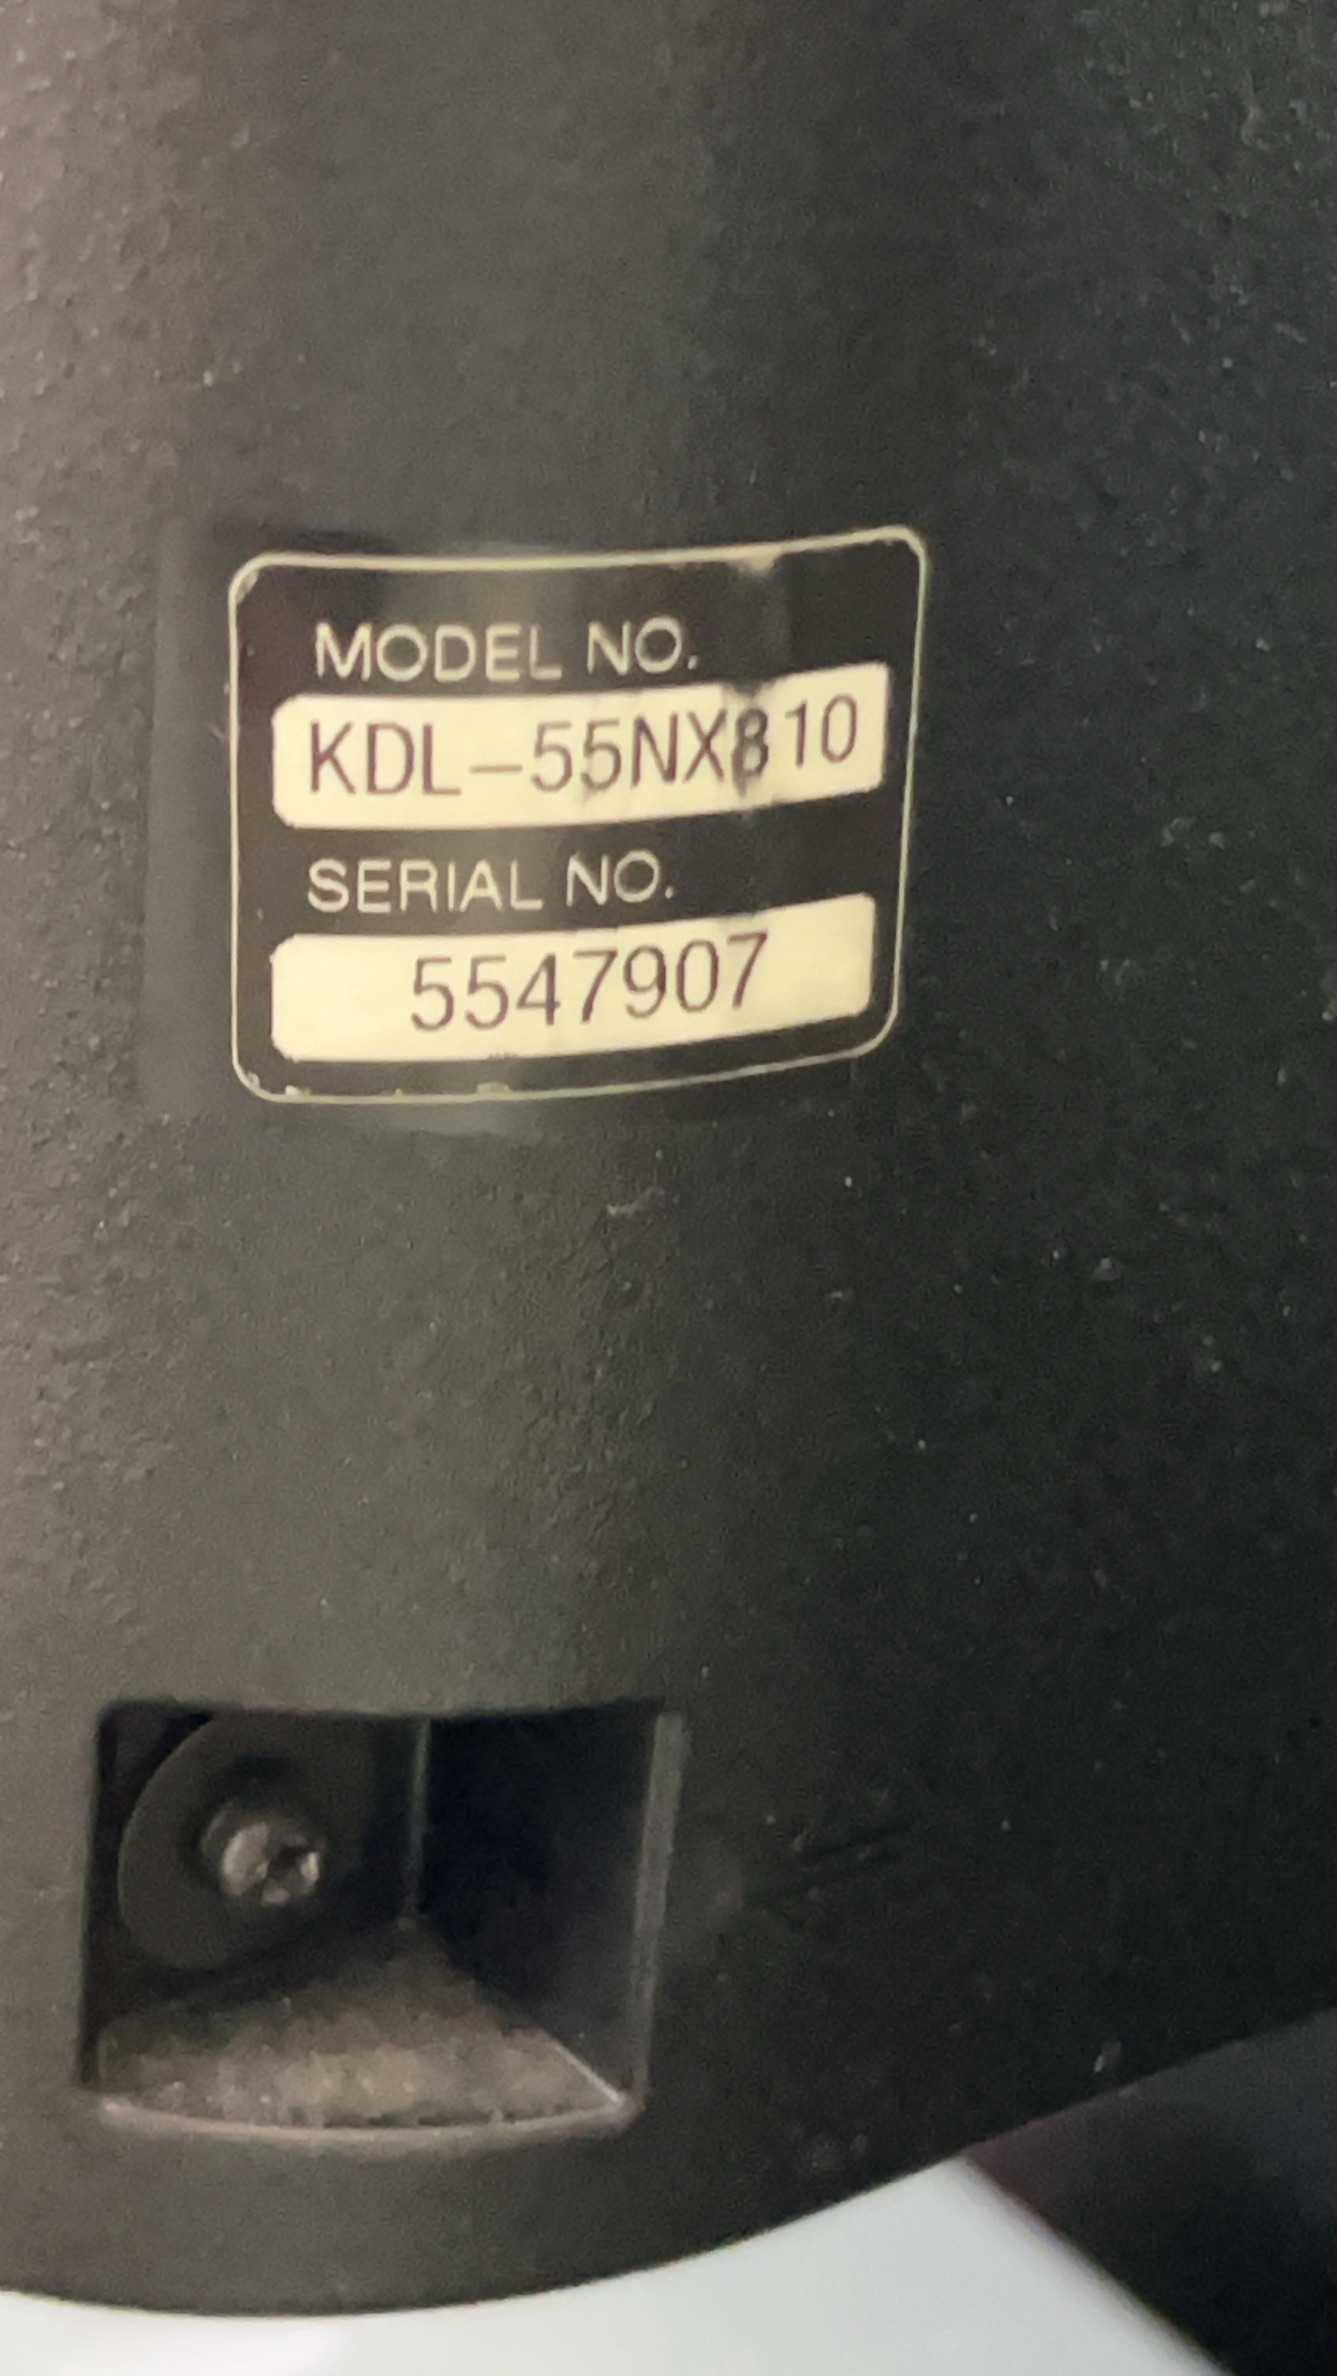 MODEL NO.
KDL-55NX810
SERIAL NO.
5547907